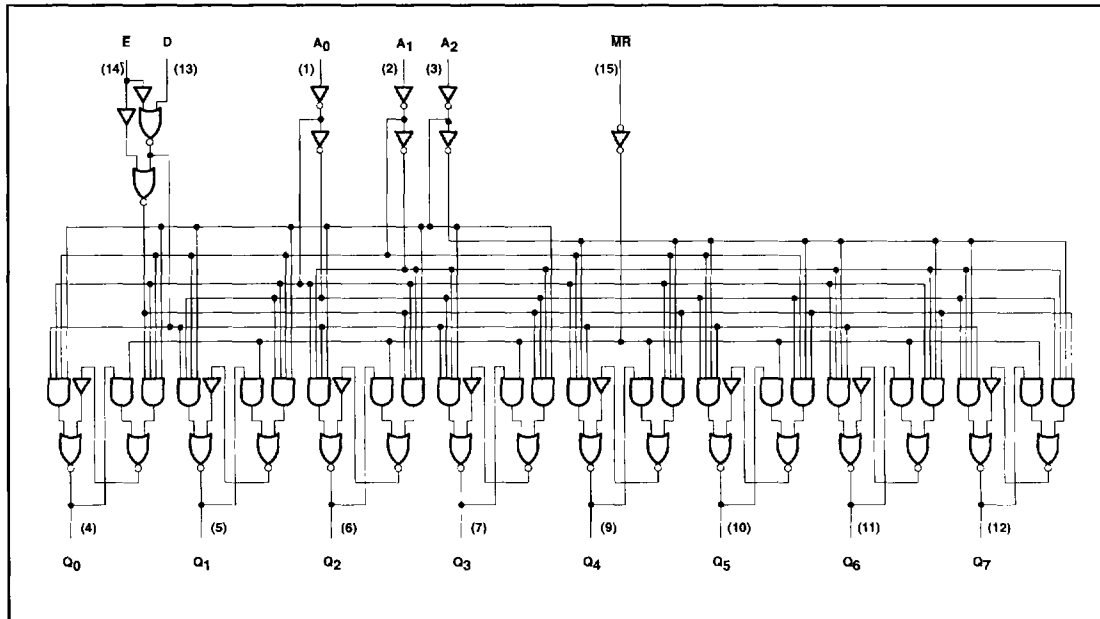 E̅ D A₀ A₁ A₂ M̅R̅
(14) (13) (1) (2) (3) (15)
(4) (5) (6) (7) (9) (10) (11) (12)
Q₀ Q₁ Q₂ Q₃ Q₄ Q₅ Q₆ Q₇